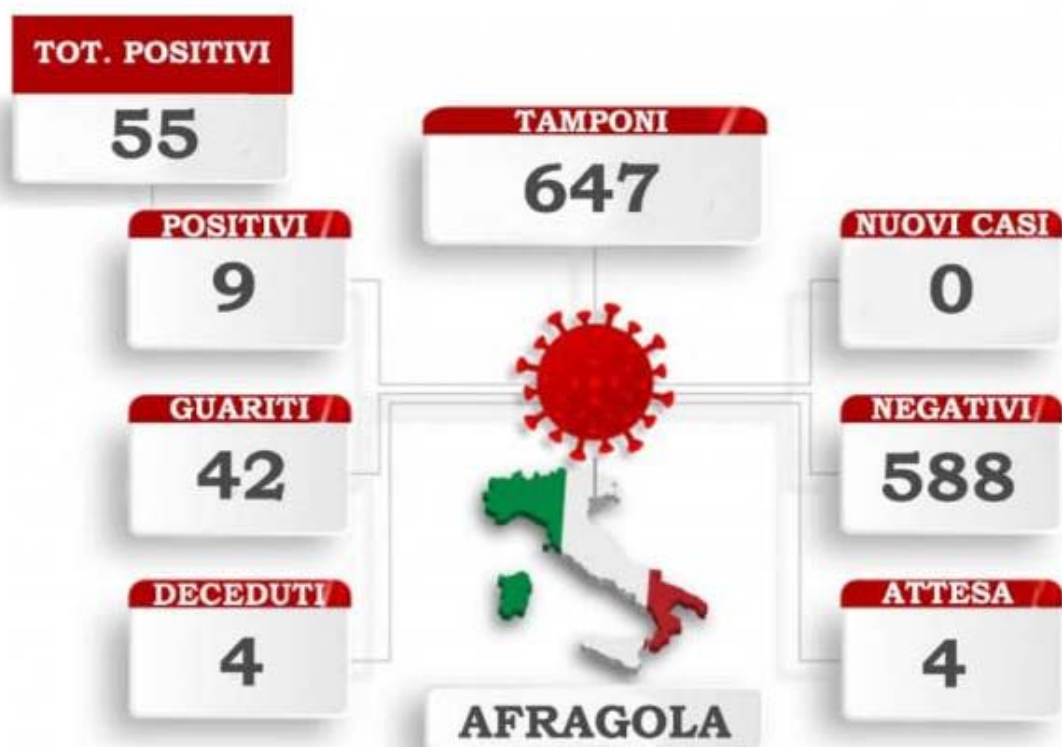 TOT. POSITIVI
55
TAMPONI
647
POSITIVI
9
NUOVI CASI
0
GUARITI
42
NEGATIVI
588
DECEDUTI
4
ATTESA
4
AFRAGOLA